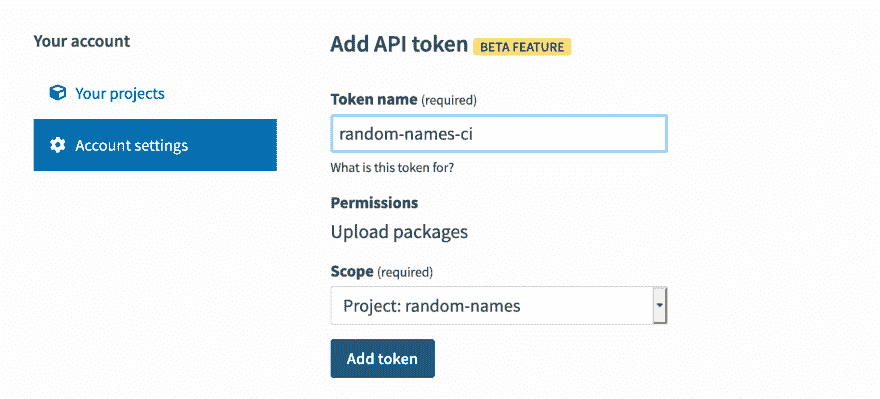 Your account
Your projects
Account settings
Add API token BETA FEATURE
Token name (required)
random-names-ci
What is this token for?
Permissions
Upload packages
Scope (required)
Project: random-names
Add token